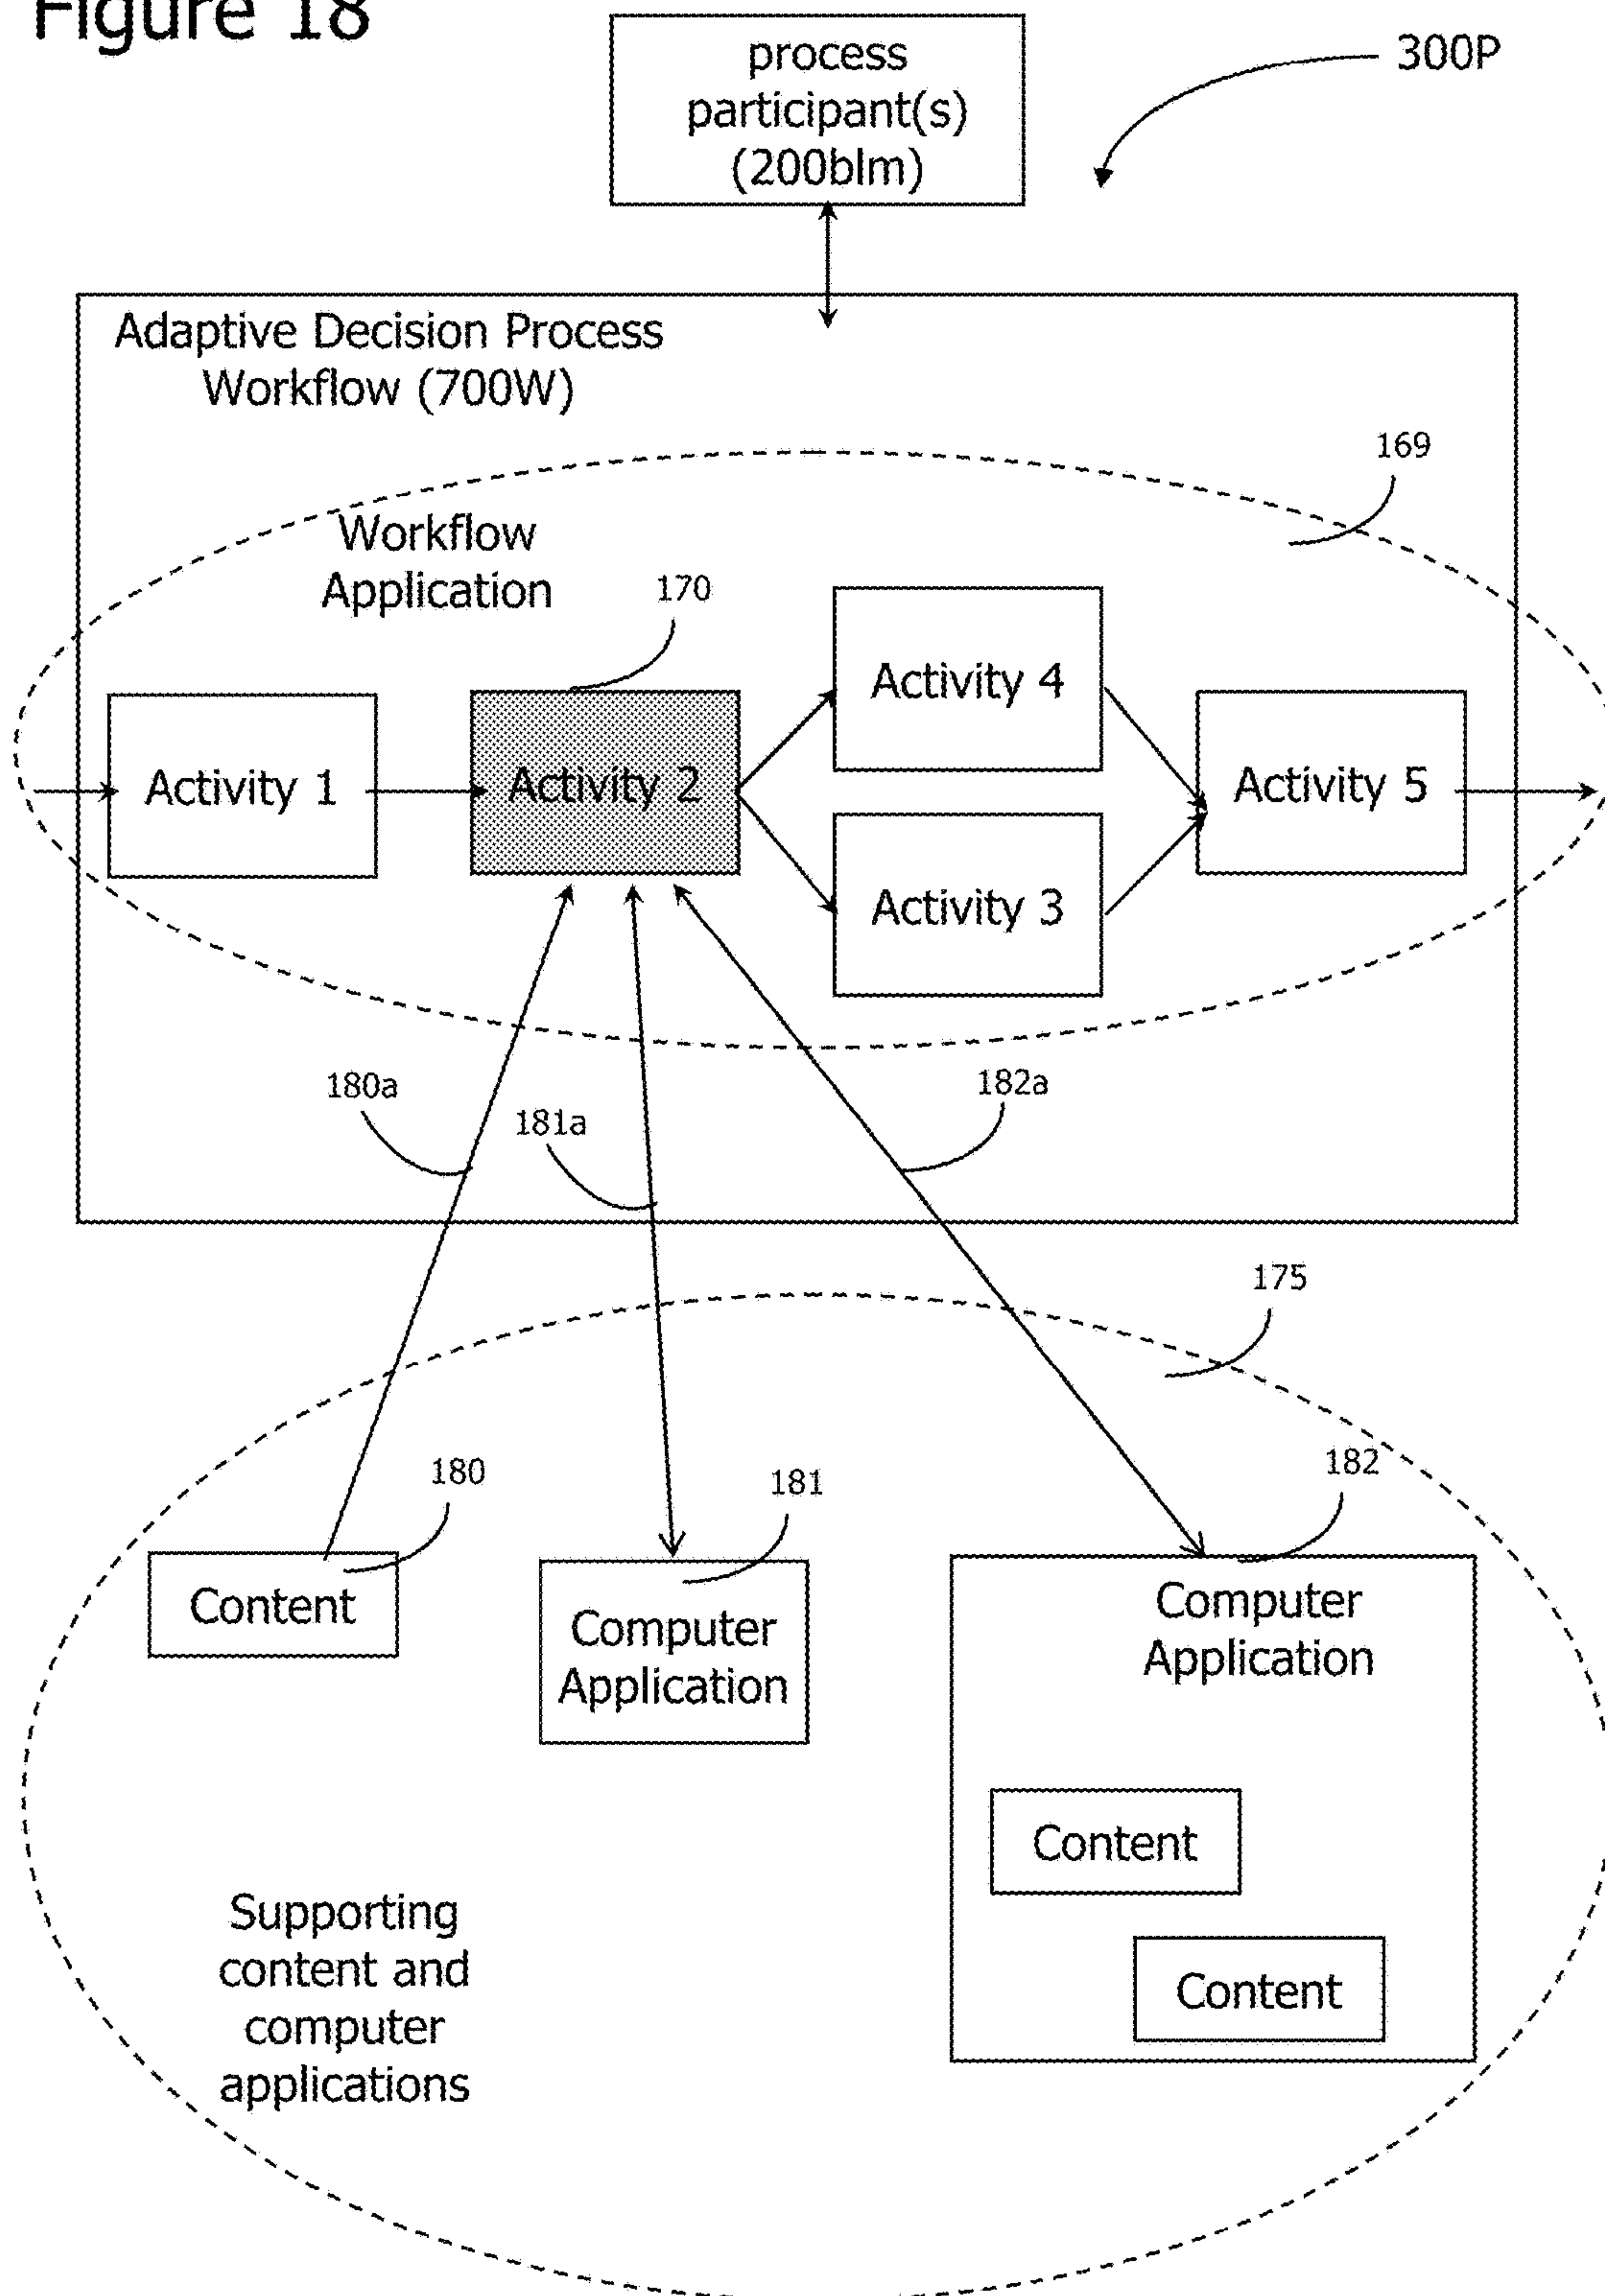 Figure 18
process
participant(s)
(200blm)
300P
Adaptive Decision Process
Workflow (700W)
169
Workflow
Application
170
Activity 4
Activity 1
Activity 2
Activity 5
Activity 3
180a
181a
182a
175
180
181
182
Content
Computer
Application
Computer
Application
Content
Content
Supporting
content and
computer
applications